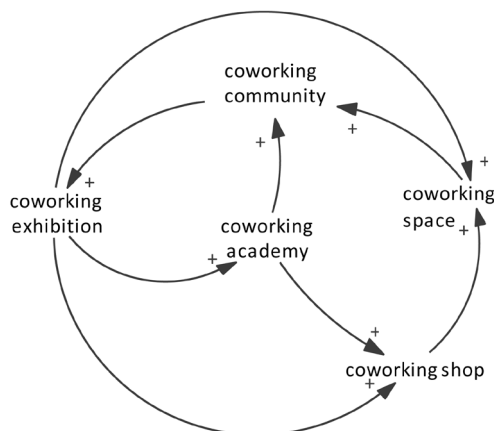 coworking
community
+
+
+
+
coworking
exhibition
coworking
space
+
coworking
academy
+
+
coworking shop
+